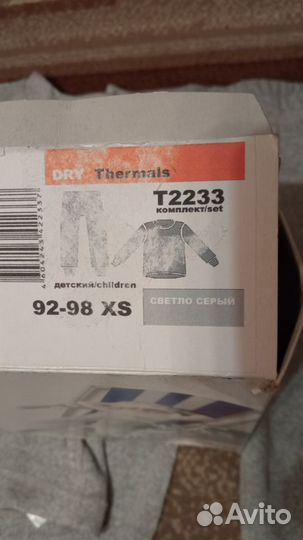 DRY Thermals
T2233
комплект/set
детский/children
92-98 XS
СВЕТЛО СЕРЫЙ
Avito